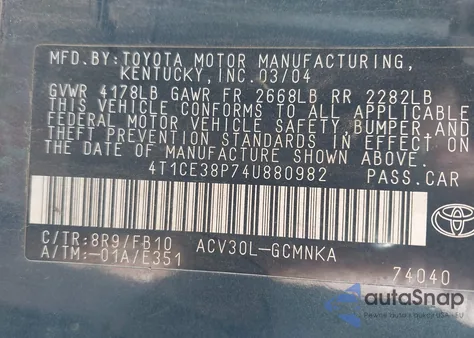 MFD. BY: TOYOTA MOTOR MANUFACTURING,
KENTUCKY, INC. 03/04
GVWR 4178LB GAWR FR 2668LB RR 2282LB
THIS VEHICLE CONFORMS TO ALL APPLICABLE
FEDERAL MOTOR VEHICLE SAFETY, BUMPER, AND
THEFT PREVENTION STANDARDS IN EFFECT ON
THE DATE OF MANUFACTURE SHOWN ABOVE.
4T1CE38P74U880982 PASS. CAR
C/TR: 8R9/FB10 ACV30L-GCMNKA
A/TM: -01A/E351
74040
TOYOTA
autoSnap